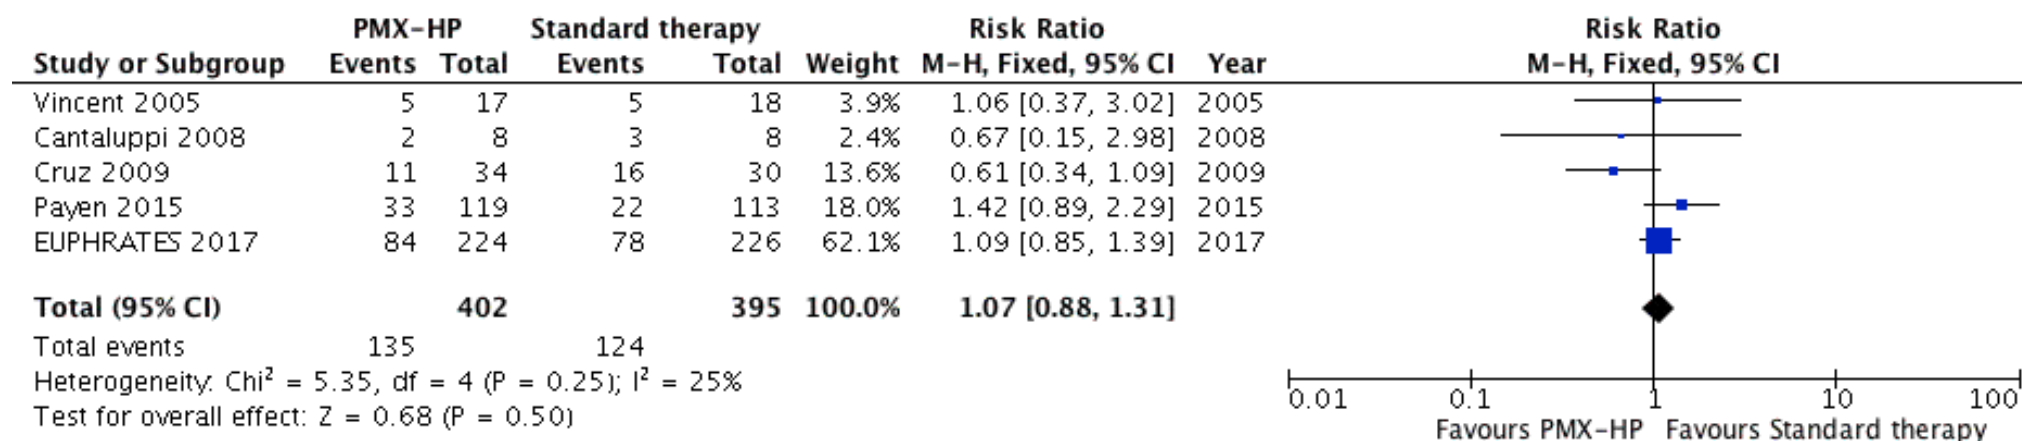 PMX-HP Standard therapy Risk Ratio Risk Ratio
Study or Subgroup Events Total Events Total Weight M-H, Fixed, 95% CI Year M-H, Fixed, 95% CI
Vincent 2005 5 17 5 18 3.9% 1.06 [0.37, 3.02] 2005
Cantaluppi 2008 2 8 3 8 2.4% 0.67 [0.15, 2.98] 2008
Cruz 2009 11 34 16 30 13.6% 0.61 [0.34, 1.09] 2009
Payen 2015 33 119 22 113 18.0% 1.42 [0.89, 2.29] 2015
EUPHRATES 2017 84 224 78 226 62.1% 1.09 [0.85, 1.39] 2017
Total (95% CI) 402 395 100.0% 1.07 [0.88, 1.31]
Total events 135 124
Heterogeneity: Chi² = 5.35, df = 4 (P = 0.25); I² = 25%
Test for overall effect: Z = 0.68 (P = 0.50)
0.01 0.1 1 10 100
Favours PMX-HP Favours Standard therapy